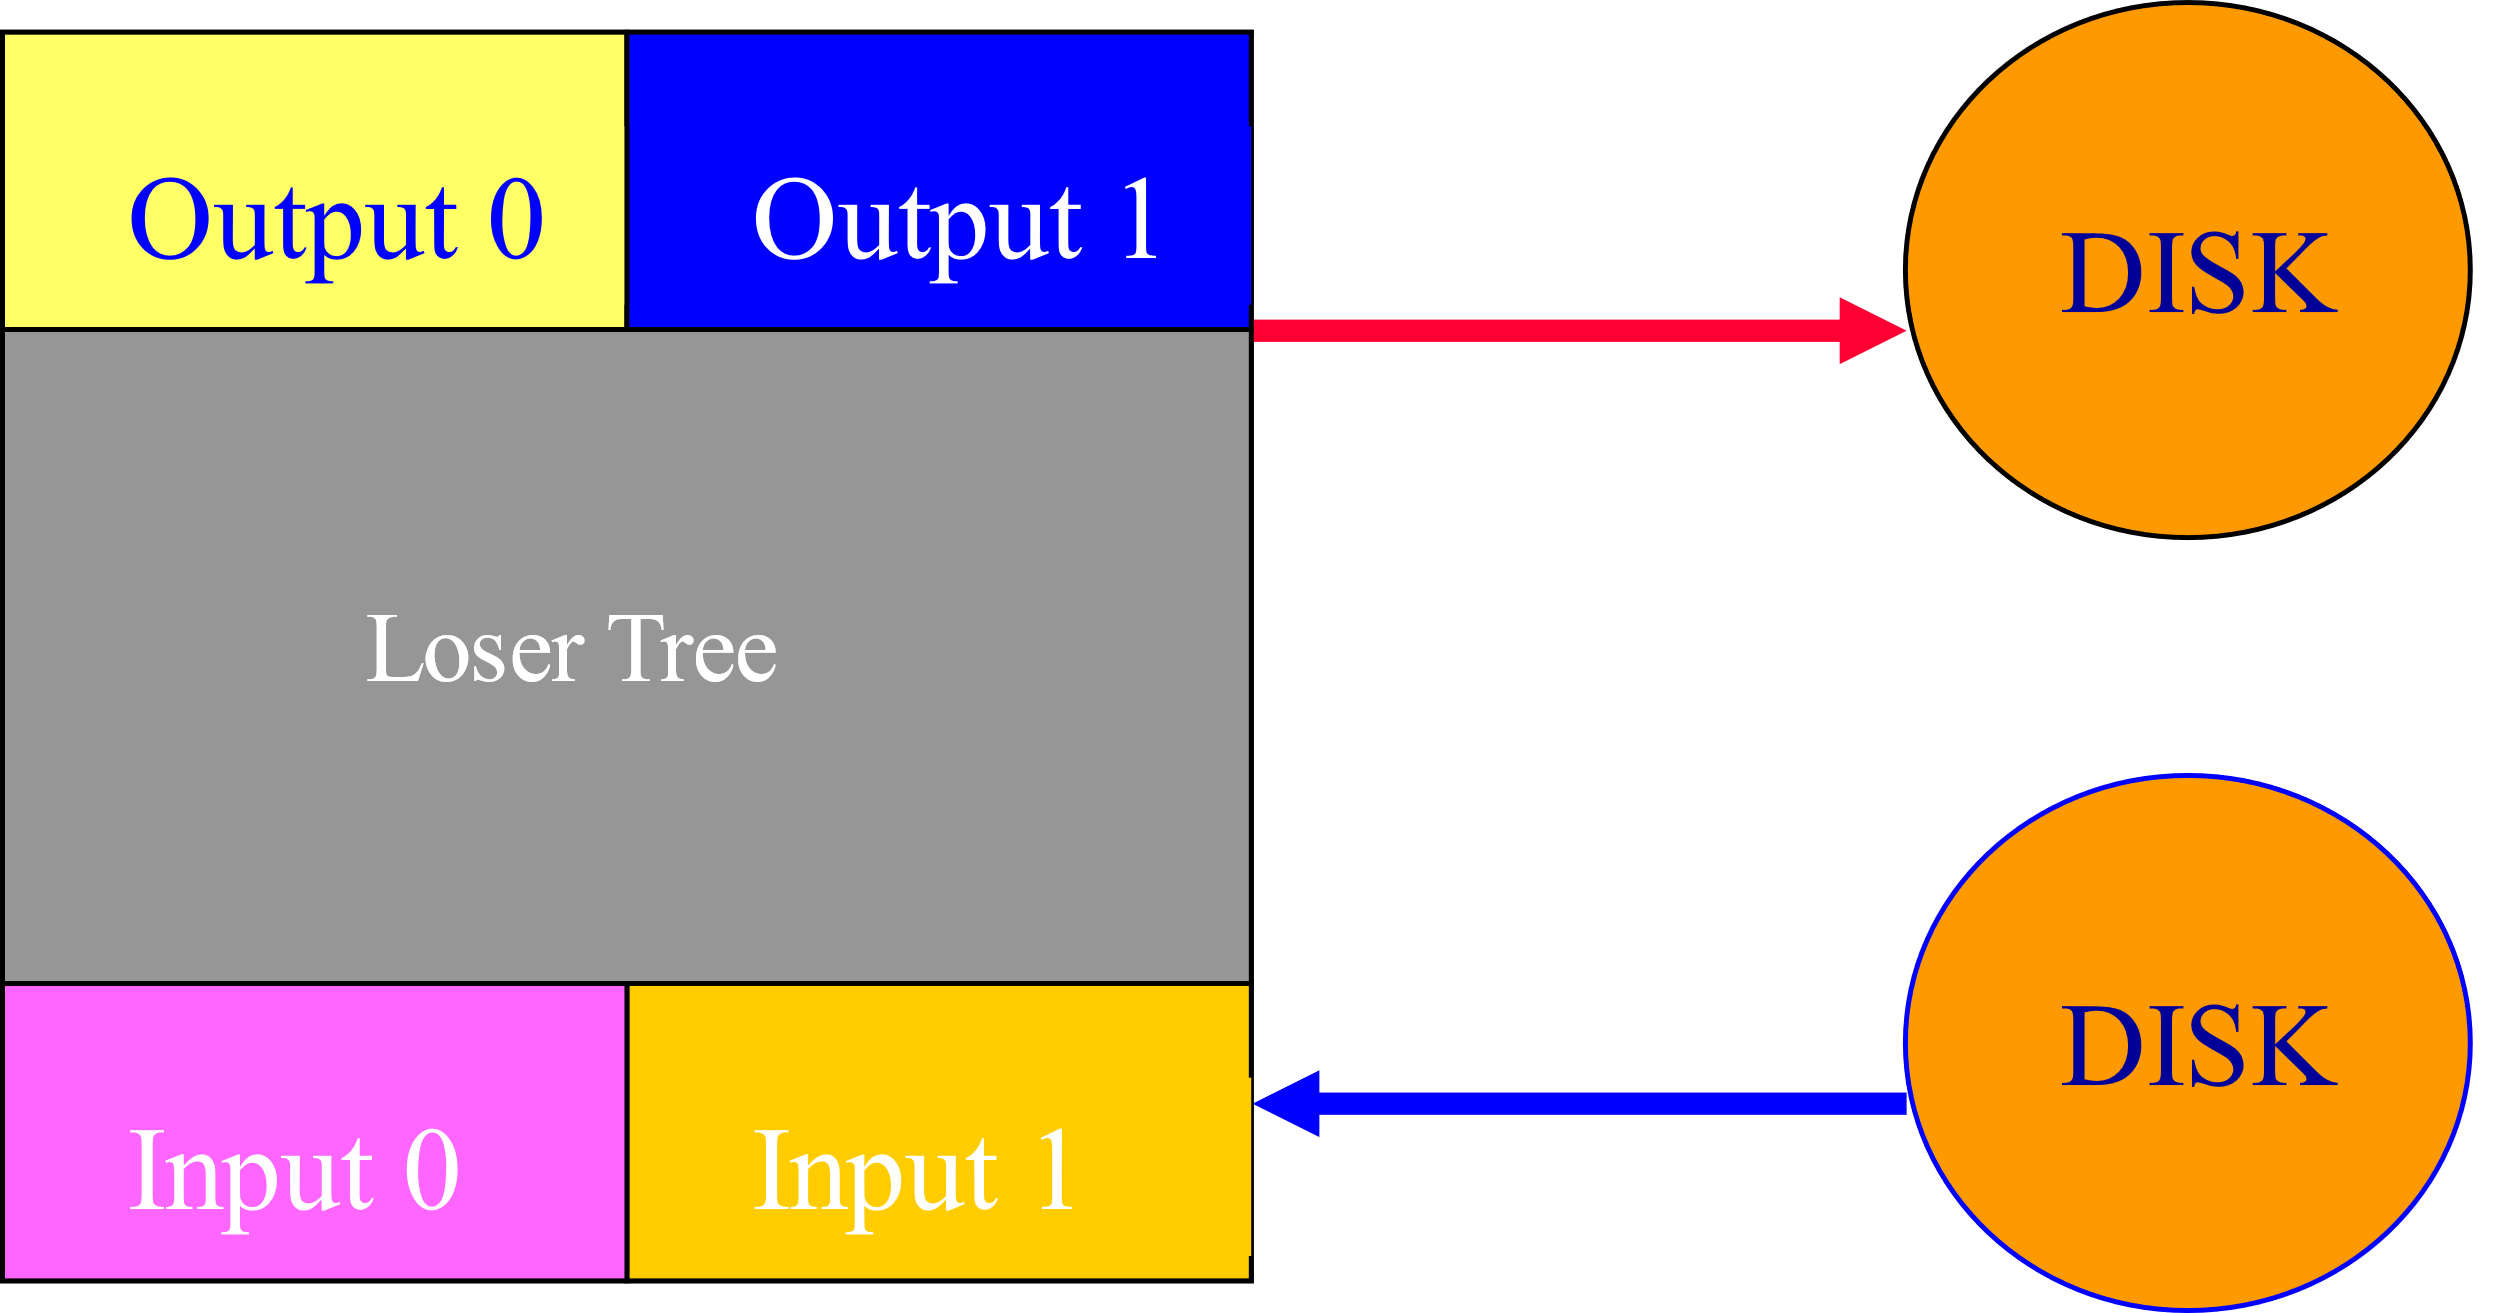 Output 0
Output 1
DISK
Loser Tree
DISK
Input 0
Input 1